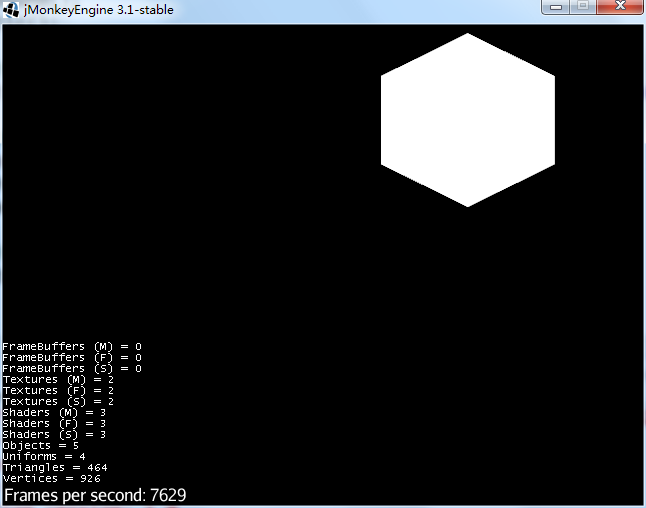 jMonkeyEngine 3.1-stable
FrameBuffers (M) = 0
FrameBuffers (F) = 0
FrameBuffers (S) = 0
Textures (M) = 2
Textures (F) = 2
Textures (S) = 2
Shaders (M) = 3
Shaders (F) = 3
Shaders (S) = 3
Objects = 5
Uniforms = 4
Triangles = 464
Vertices = 926
Frames per second: 7629